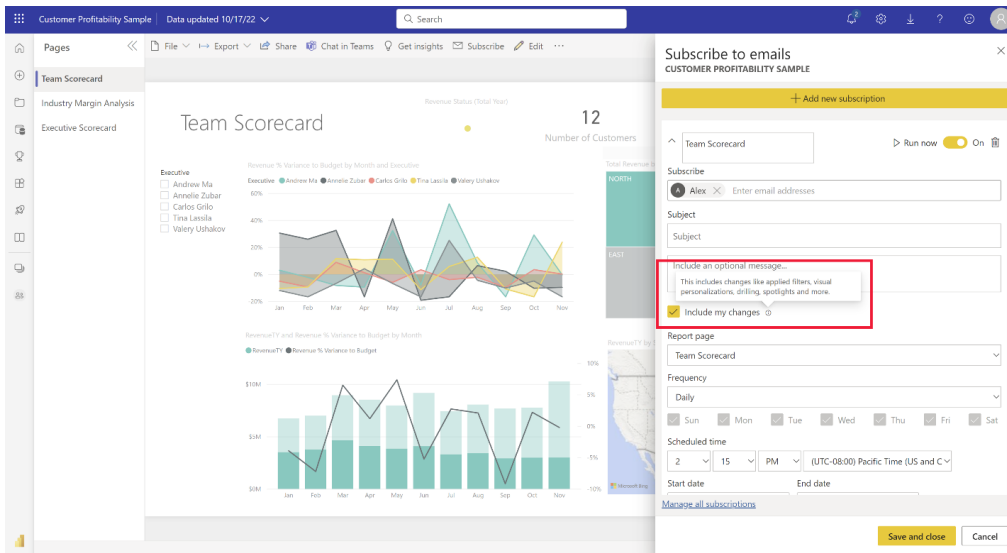 Customer Profitability Sample | Data updated 10/17/22
Search
2
File Export Share Chat in Teams Get insights Subscribe Edit ...
Pages
Team Scorecard
Industry Margin Analysis
Executive Scorecard
Revenue Status (Total Year)
Team Scorecard
12
Number of Customers
Executive
Andrew Ma
Annelie Zubar
Carlos Grilo
Tina Lassila
Valery Ushakov
Revenue % Variance to Budget by Month and Executive
Executive Andrew Ma Annelie Zubar Carlos Grilo Tina Lassila Valery Ushakov
60%
40%
20%
0%
-20%
Jan Feb Mar Apr May Jun Jul Aug Sep Oct Nov
Total Revenue
NORTH
EAST
RevenueTY and Revenue % Variance to Budget by Month
RevenueTY Revenue % Variance to Budget
$10M
$5M
$0M
10%
5%
0%
-5%
-10%
Jan Feb Mar Apr May Jun Jul Aug Sep Oct Nov
RevenueTY by
Microsoft Bing
Subscribe to emails
CUSTOMER PROFITABILITY SAMPLE
Add new subscription
Team Scorecard
Run now On
Subscribe
A Alex Enter email addresses
Subject
Subject
Include an optional message...
This includes changes like applied filters, visual
personalizations, drilling, spotlights and more.
Include my changes
Report page
Team Scorecard
Frequency
Daily
Sun Mon Tue Wed Thu Fri Sat
Scheduled time
2 15 PM (UTC-08:00) Pacific Time (US and C
Start date End date
Manage all subscriptions
Save and close Cancel